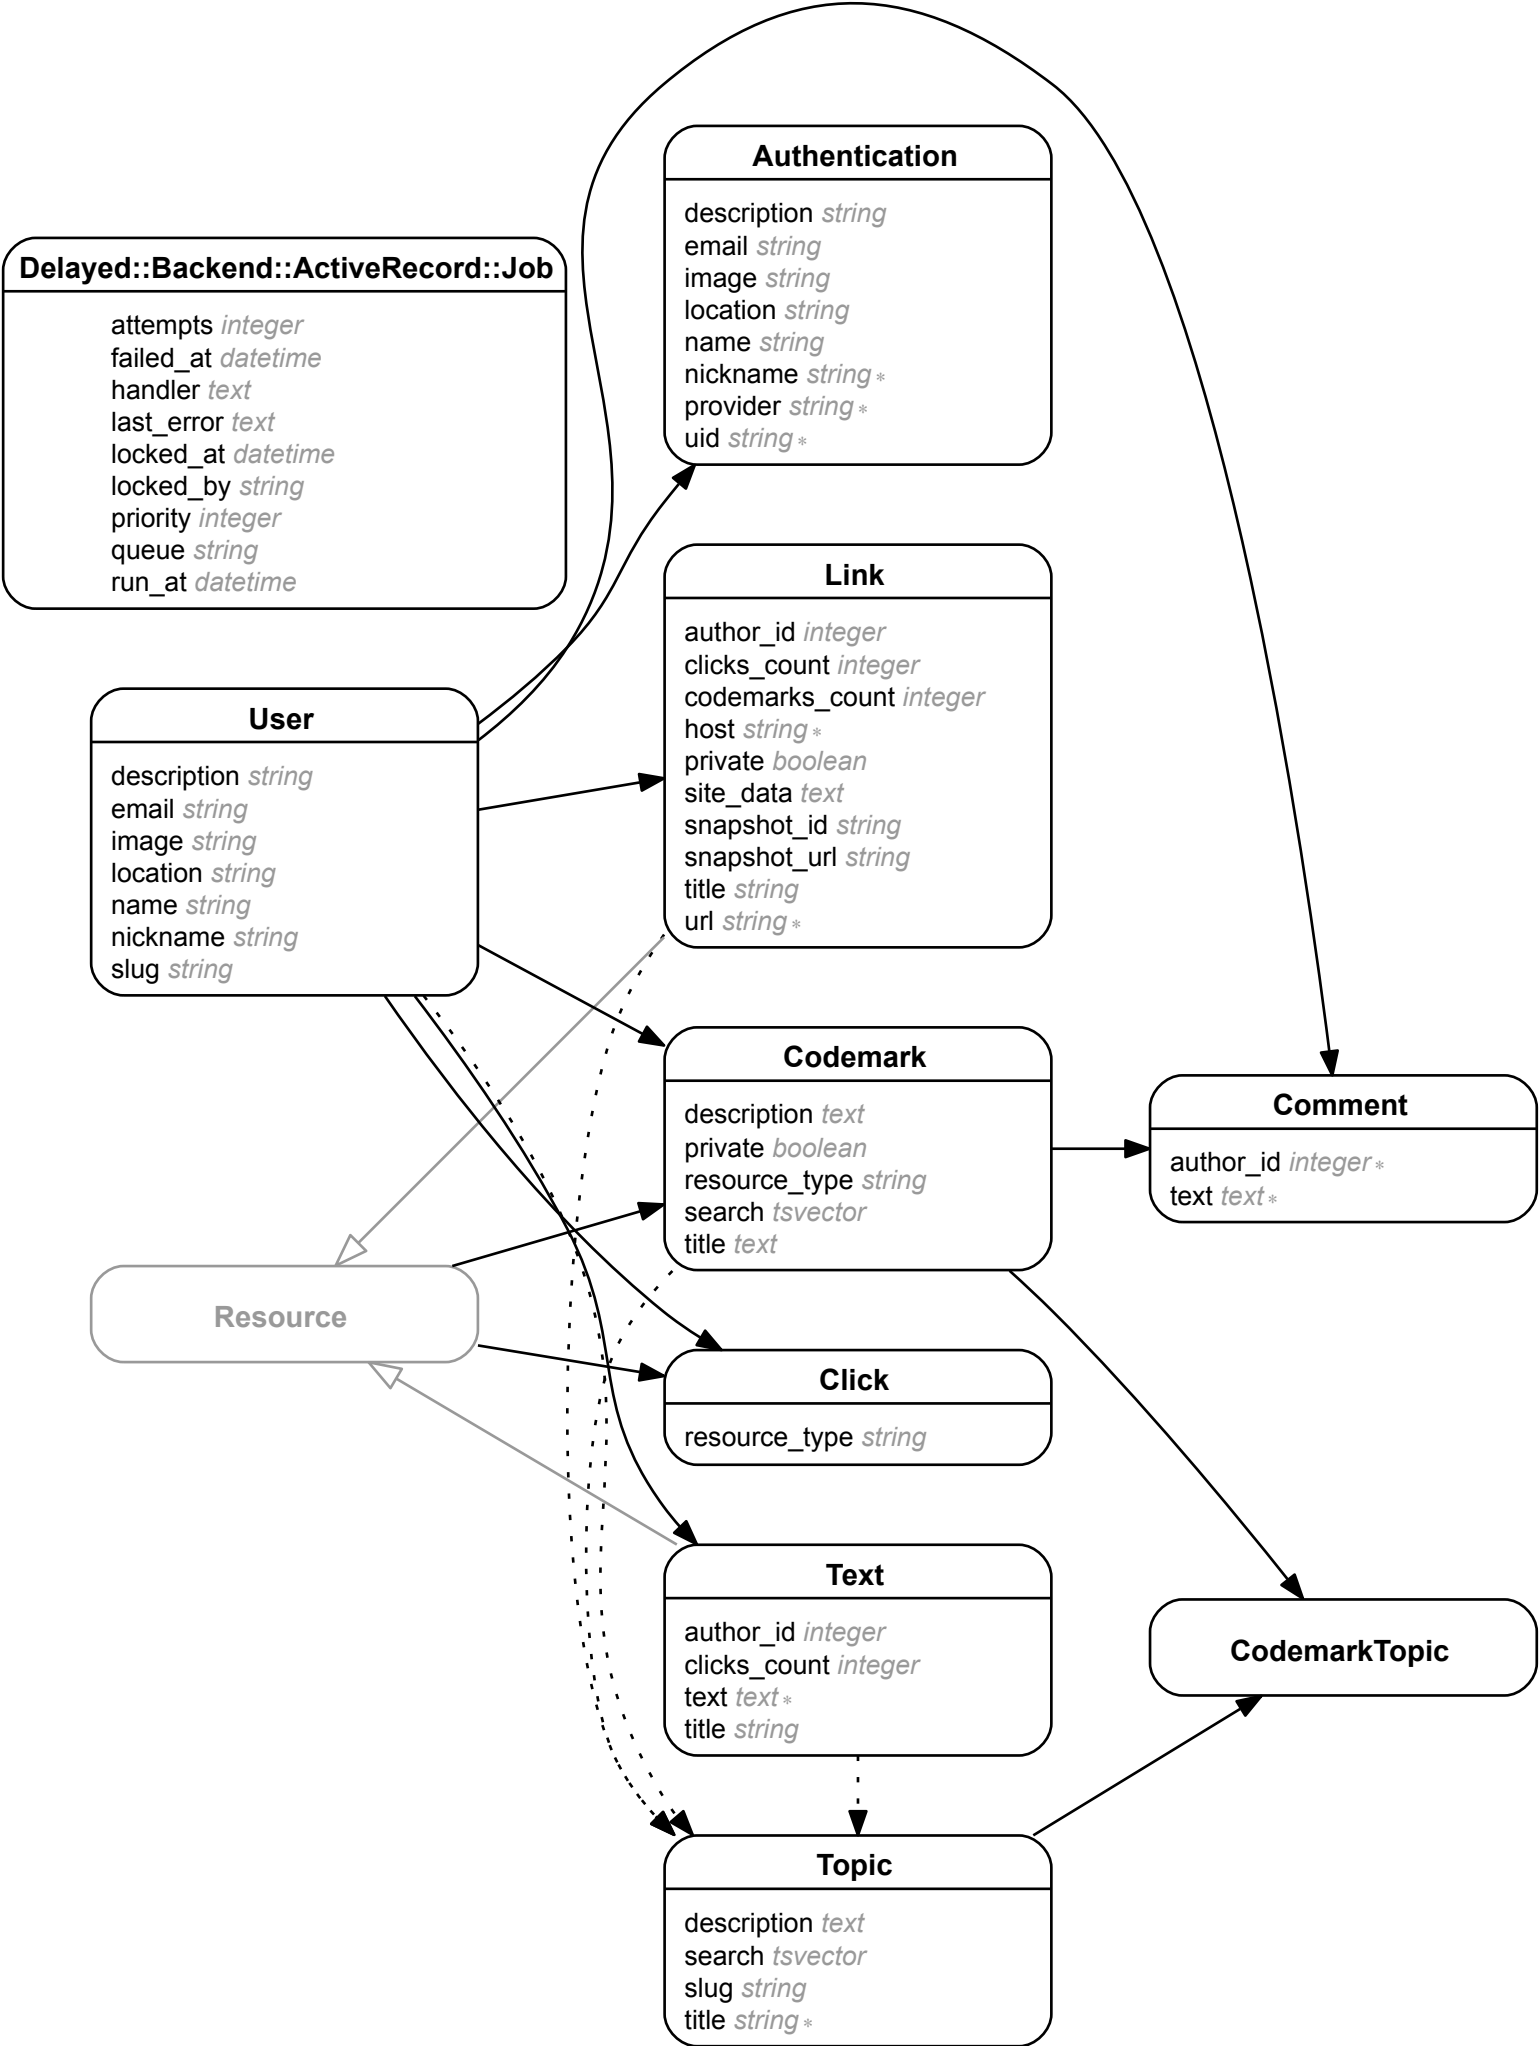 Authentication
description string
email string
image string
location string
name string
nickname string *
provider string *
uid string *
Delayed::Backend::ActiveRecord::Job
attempts integer
failed_at datetime
handler text
last_error text
locked_at datetime
locked_by string
priority integer
queue string
run_at datetime
Link
author_id integer
clicks_count integer
codemarks_count integer
host string *
private boolean
site_data text
snapshot_id string
snapshot_url string
title string
url string *
User
description string
email string
image string
location string
name string
nickname string
slug string
Codemark
description text
private boolean
resource_type string
search tsvector
title text
Comment
author_id integer *
text text *
Resource
Click
resource_type string
Text
author_id integer
clicks_count integer
text text *
title string
CodemarkTopic
Topic
description text
search tsvector
slug string
title string *